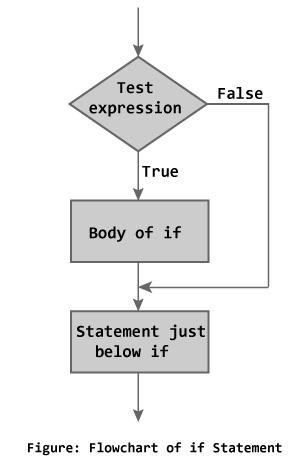 Test
expression
False
True
Body of if
Statement just
below if
Figure: Flowchart of if Statement